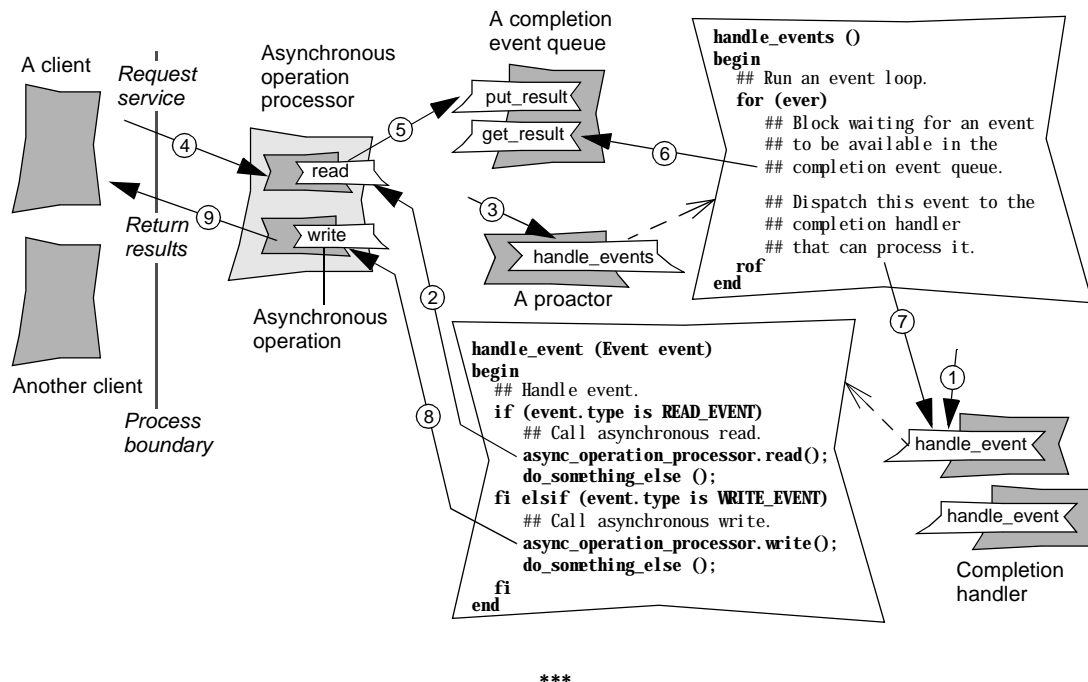 A client
Request
service
Asynchronous
operation
processor
A completion
event queue
put_result
get_result
handle_events ()
begin
## Run an event loop.
for (ever)
## Block waiting for an event
## to be available in the
## completion event queue.
## Dispatch this event to the
## completion handler
## that can process it.
rof
end
4
5
6
read
9
3
Return
results
write
handle_events
A proactor
2
7
Asynchronous
operation
Another client
Process
boundary
8
1
handle_event (Event event)
begin
## Handle event.
if (event.type is READ_EVENT)
## Call asynchronous read.
async_operation_processor.read();
do_something_else ();
fi elsif (event.type is WRITE_EVENT)
## Call asynchronous write.
async_operation_processor.write();
do_something_else ();
fi
end
handle_event
handle_event
Completion
handler
***